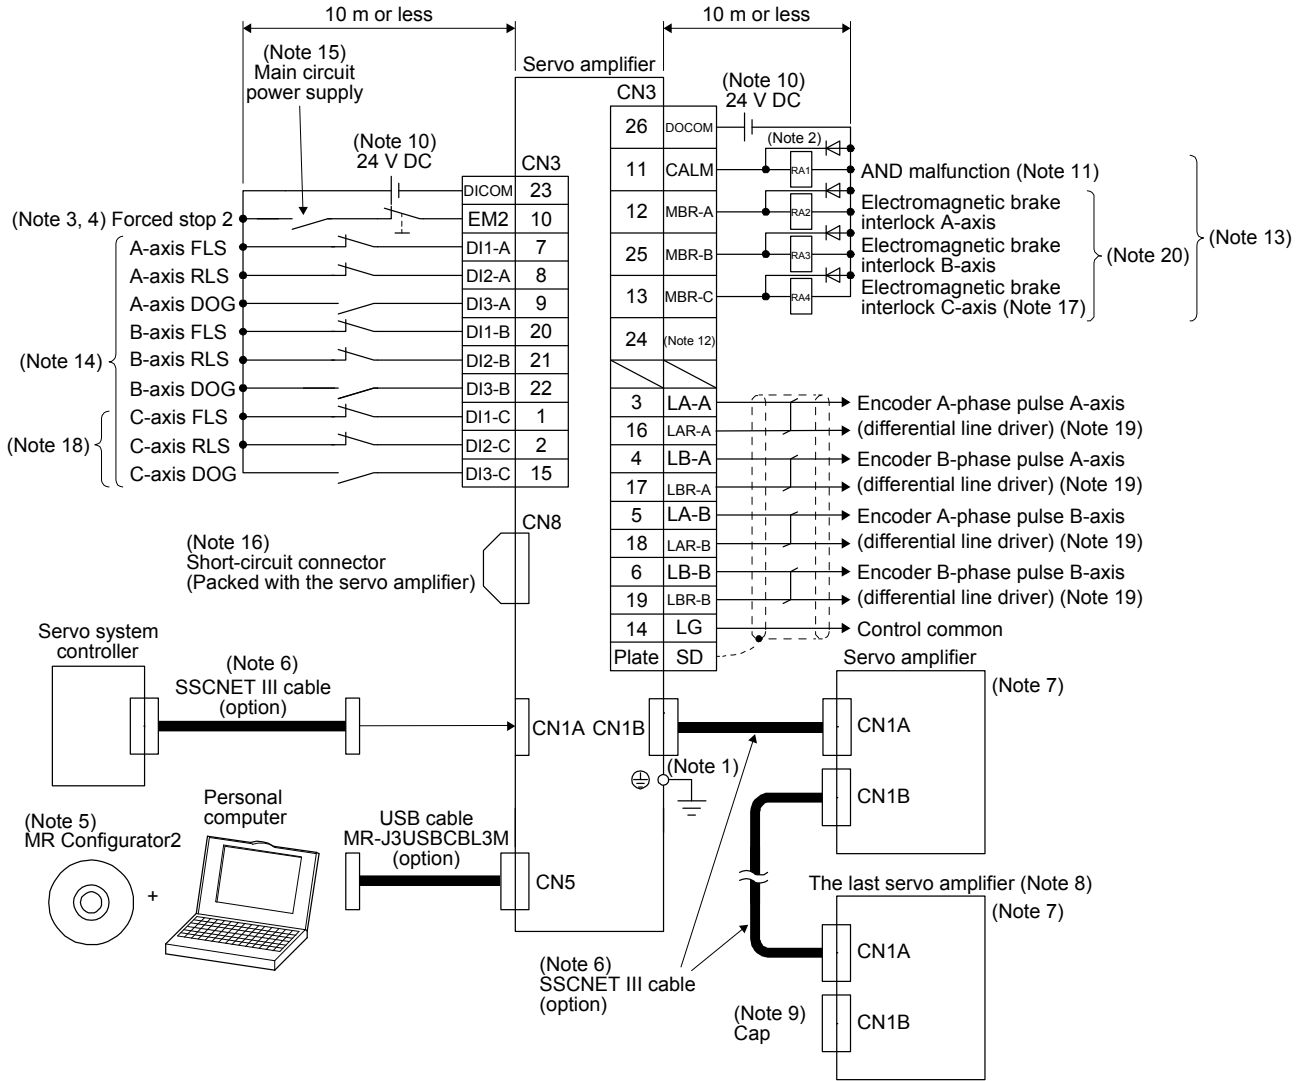 10 m or less
10 m or less
(Note 15)
Main circuit
power supply
Servo amplifier
(Note 10)
24 V DC
CN3
(Note 10)
24 V DC
CN3
DICOM 23
(Note 3, 4) Forced stop 2 EM2 10
A-axis FLS DI1-A 7
A-axis RLS DI2-A 8
A-axis DOG DI3-A 9
B-axis FLS DI1-B 20
(Note 14) B-axis RLS DI2-B 21
B-axis DOG DI3-B 22
C-axis FLS DI1-C 1
(Note 18) C-axis RLS DI2-C 2
C-axis DOG DI3-C 15
26 DOCOM
(Note 2)
11 CALM RA1 AND malfunction (Note 11)
12 MBR-A RA2 Electromagnetic brake
interlock A-axis
25 MBR-B RA3 Electromagnetic brake
interlock B-axis
13 MBR-C RA4 Electromagnetic brake
interlock C-axis (Note 17)
(Note 20)
(Note 13)
24 (Note 12)
3 LA-A Encoder A-phase pulse A-axis
16 LAR-A (differential line driver) (Note 19)
4 LB-A Encoder B-phase pulse A-axis
17 LBR-A (differential line driver) (Note 19)
5 LA-B Encoder A-phase pulse B-axis
18 LAR-B (differential line driver) (Note 19)
6 LB-B Encoder B-phase pulse B-axis
19 LBR-B (differential line driver) (Note 19)
14 LG Control common
Plate SD
CN8
(Note 16)
Short-circuit connector
(Packed with the servo amplifier)
Servo system
controller
(Note 6)
SSCNET III cable
(option)
CN1A CN1B
(Note 1)
Servo amplifier
(Note 7)
CN1A
CN1B
(Note 5)
MR Configurator2
+
Personal
computer
USB cable
MR-J3USBCBL3M
(option)
CN5
The last servo amplifier (Note 8)
(Note 7)
CN1A
CN1B
(Note 6)
SSCNET III cable
(option)
(Note 9)
Cap